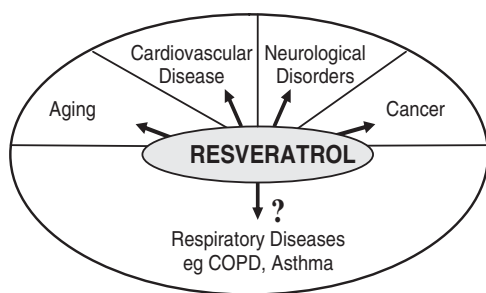 Cardiovascular
Disease
Neurological
Disorders
Aging
Cancer
RESVERATROL
?
Respiratory Diseases
eg COPD, Asthma